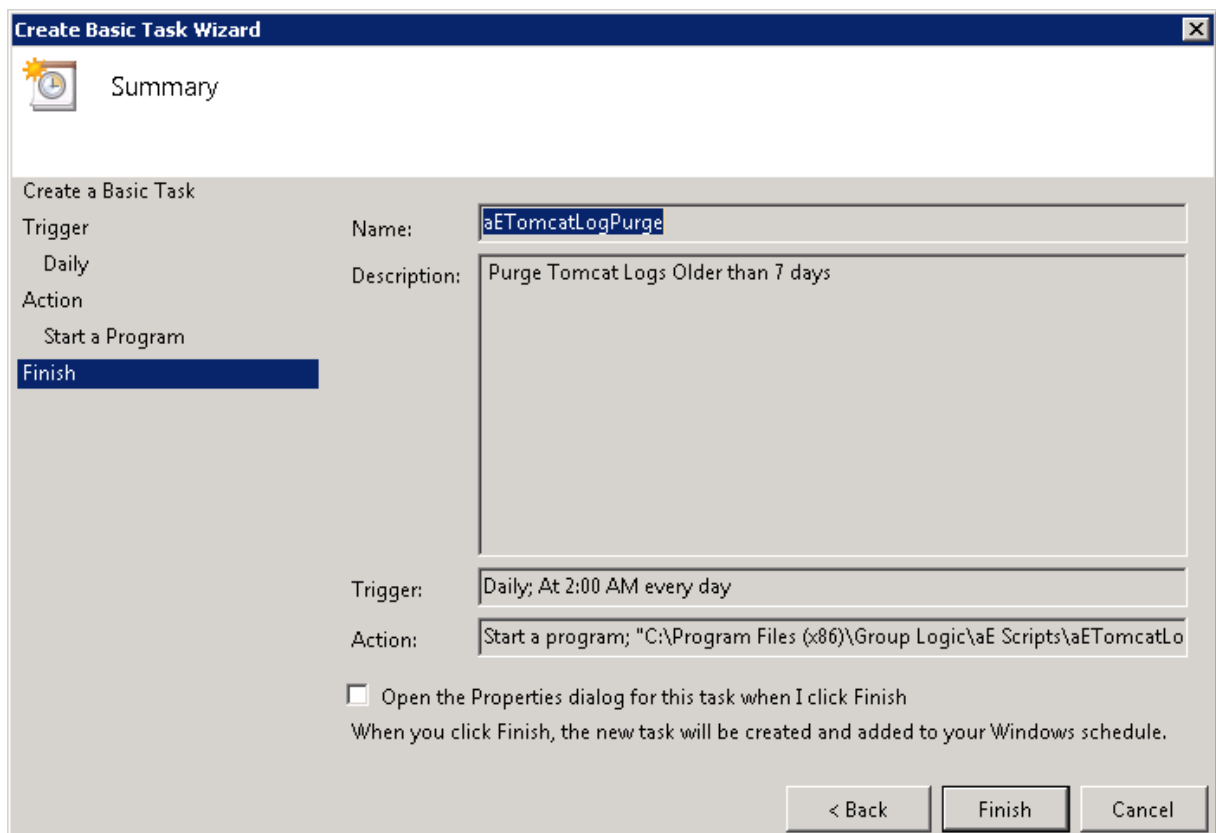 Create Basic Task Wizard
Summary
Create a Basic Task
Trigger
Daily
Action
Start a Program
Finish
Name:
aETomcatLogPurge
Description:
Purge Tomcat Logs Older than 7 days
Trigger:
Daily; At 2:00 AM every day
Action:
Start a program; "C:\Program Files (x86)\Group Logic\aE Scripts\aETomcatLo
Open the Properties dialog for this task when I click Finish
When you click Finish, the new task will be created and added to your Windows schedule.
< Back
Finish
Cancel